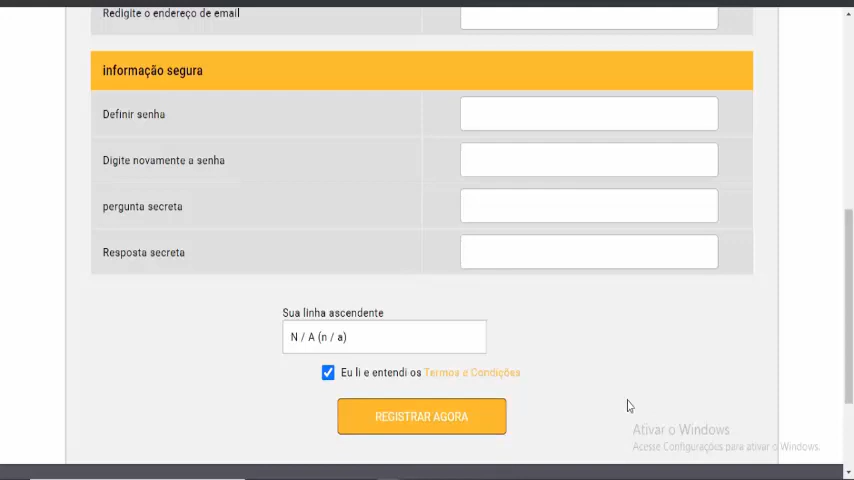 Redigite o endereço de email
informação segura
Definir senha
Digite novamente a senha
pergunta secreta
Resposta secreta
Sua linha ascendente
N / A (n / a)
Eu li e entendi os Termos e Condições
REGISTRAR AGORA
Ativar o Windows
Acesse Configurações para ativar o Windows.